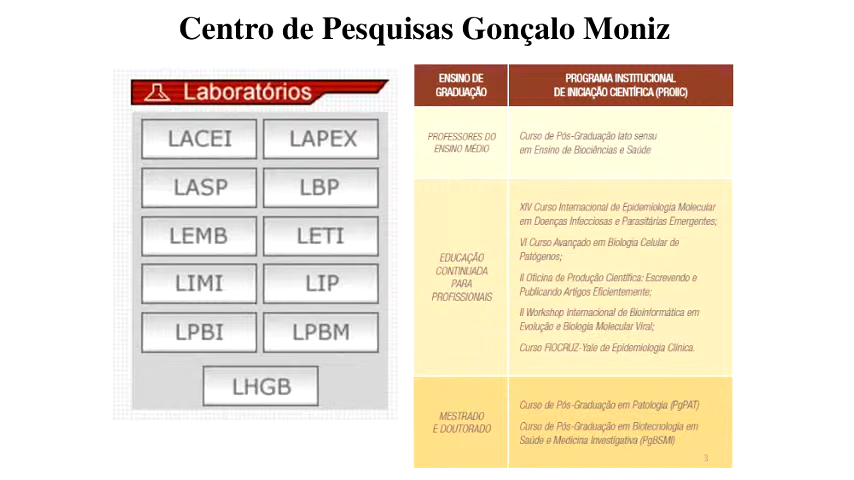 Centro de Pesquisas Gonçalo Moniz
Laboratórios
LACEI
LAPEX
LASP
LBP
LEMB
LETI
LIMI
LIP
LPBI
LPBM
LHGB
ENSINO DE
GRADUAÇÃO
PROGRAMA INSTITUCIONAL
DE INICIAÇÃO CIENTÍFICA (PROIIC)
PROFESSORES DO
ENSINO MÉDIO
Curso de Pós-Graduação lato sensu
em Ensino de Biociências e Saúde
EDUCAÇÃO
CONTINUADA
PARA
PROFISSIONAIS
XIV Curso Internacional de Epidemiologia Molecular
em Doenças Infecciosas e Parasitárias Emergentes;
VI Curso Avançado em Biologia Celular de
Patógenos;
II Oficina de Produção Científica: Escrevendo e
Publicando Artigos Eficientemente;
II Workshop Internacional de Bioinformática em
Evolução e Biologia Molecular Viral;
Curso FIOCRUZ-Yale de Epidemiologia Clínica.
MESTRADO
E DOUTORADO
Curso de Pós-Graduação em Patologia (PgPAT)
Curso de Pós-Graduação em Biotecnologia em
Saúde e Medicina Investigativa (PgBSMI)
3